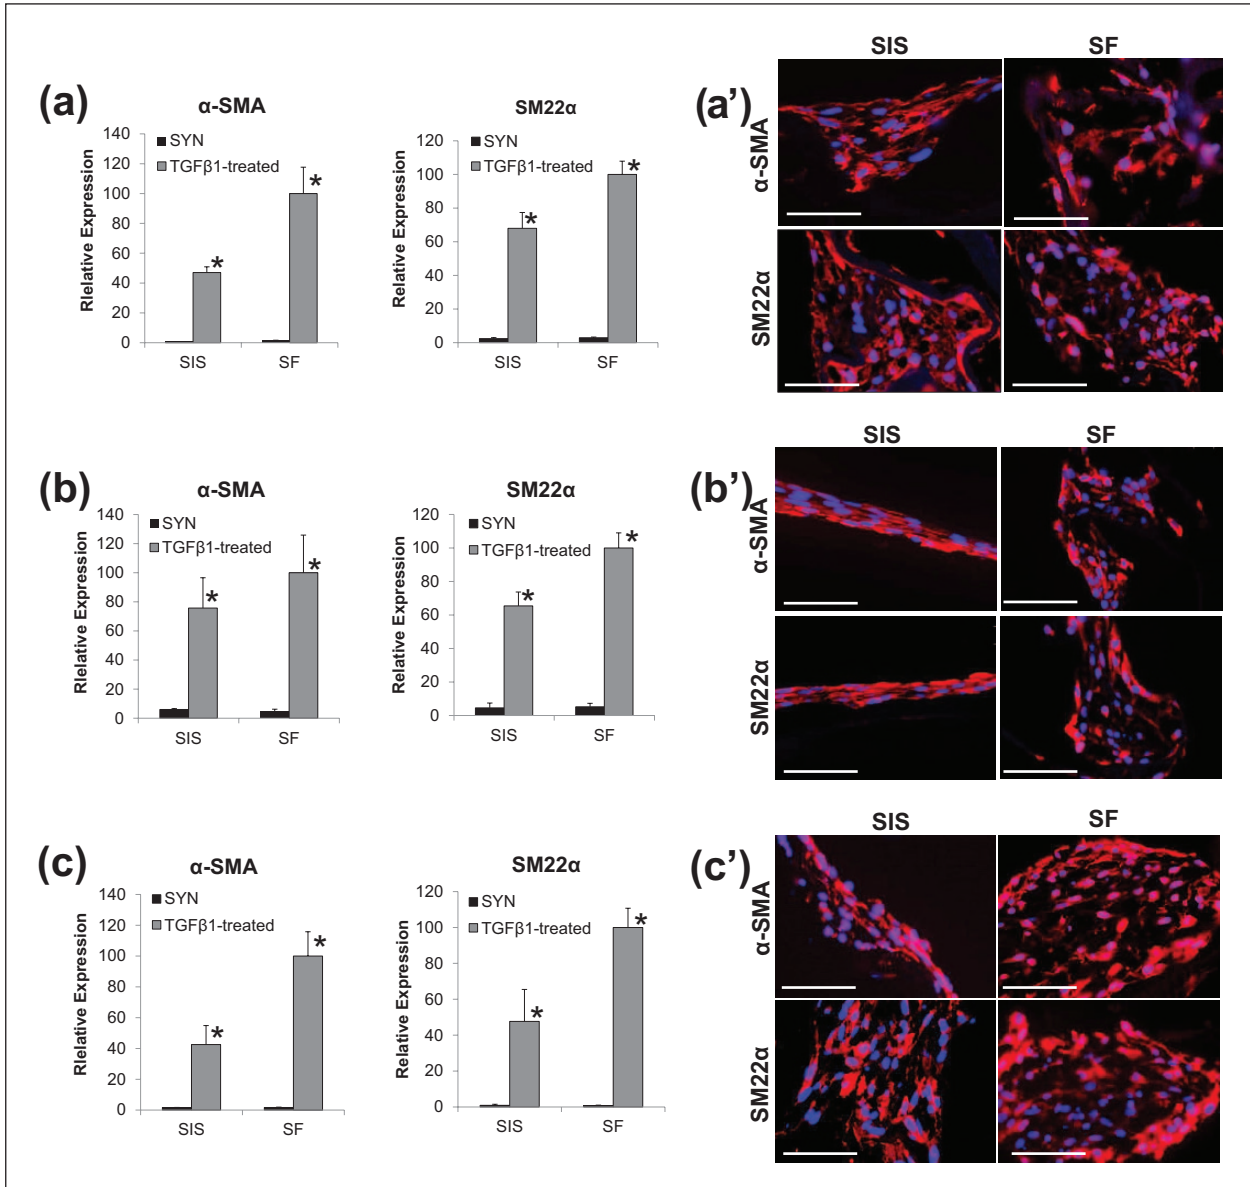 (a)
α-SMA
Rlelative Expression
140
120
100
80
60
40
20
0
SYN
TGFβ1-treated
*
*
SIS SF
SM22α
Rlelative Expression
120
100
80
60
40
20
0
SYN
TGFβ1-treated
*
*
SIS SF
(a')
SIS SF
α-SMA
SM22α
(b)
α-SMA
Rlelative Expression
140
120
100
80
60
40
20
0
SYN
TGFβ1-treated
*
*
SIS SF
SM22α
Rlelative Expression
120
100
80
60
40
20
0
SYN
TGFβ1-treated
*
*
SIS SF
(b')
SIS SF
α-SMA
SM22α
(c)
α-SMA
Rlelative Expression
140
120
100
80
60
40
20
0
SYN
TGFβ1-treated
*
*
SIS SF
SM22α
Rlelative Expression
120
100
80
60
40
20
0
SYN
TGFβ1-treated
*
*
SIS SF
(c')
SIS SF
α-SMA
SM22α